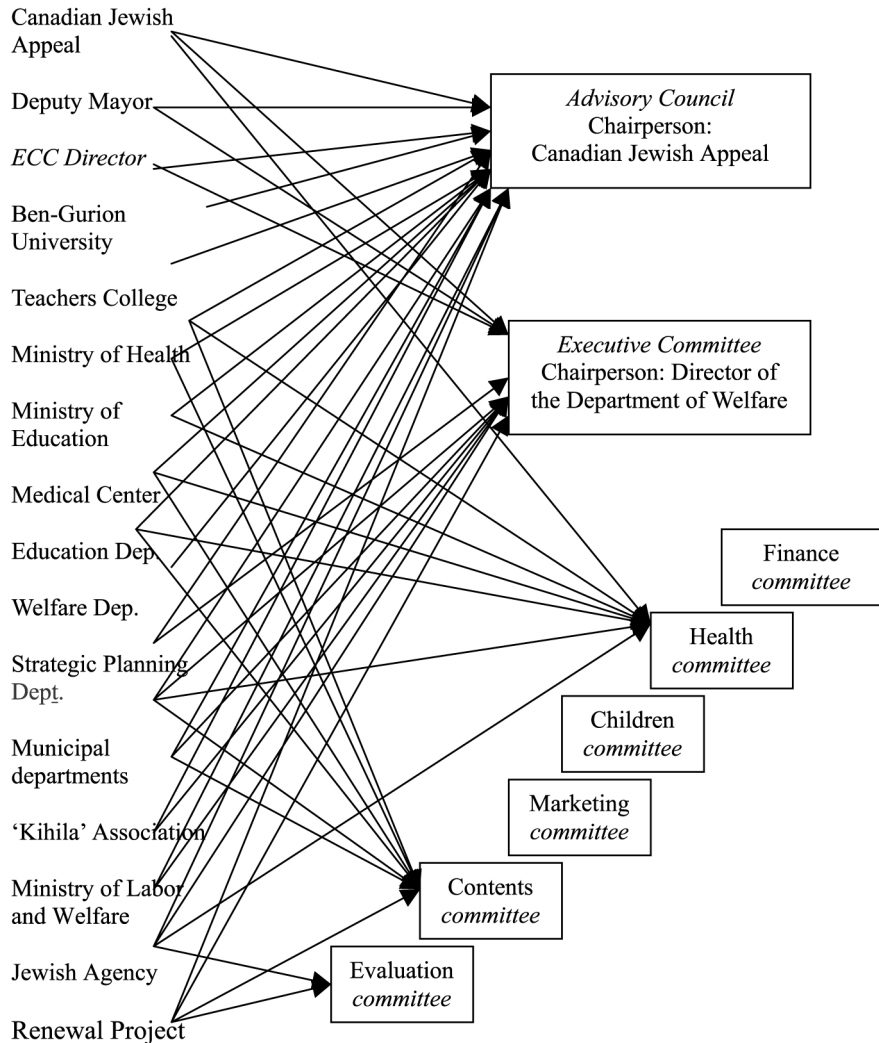 Canadian Jewish
Appeal
Deputy Mayor
ECC Director
Ben-Gurion
University
Teachers College
Ministry of Health
Ministry of
Education
Medical Center
Education Dep.
Welfare Dep.
Strategic Planning
Dept.
Municipal
departments
‘Kihila’ Association
Ministry of Labor
and Welfare
Jewish Agency
Renewal Project
Advisory Council
Chairperson:
Canadian Jewish Appeal
Executive Committee
Chairperson: Director of
the Department of Welfare
Finance
committee
Health
committee
Children
committee
Marketing
committee
Contents
committee
Evaluation
committee